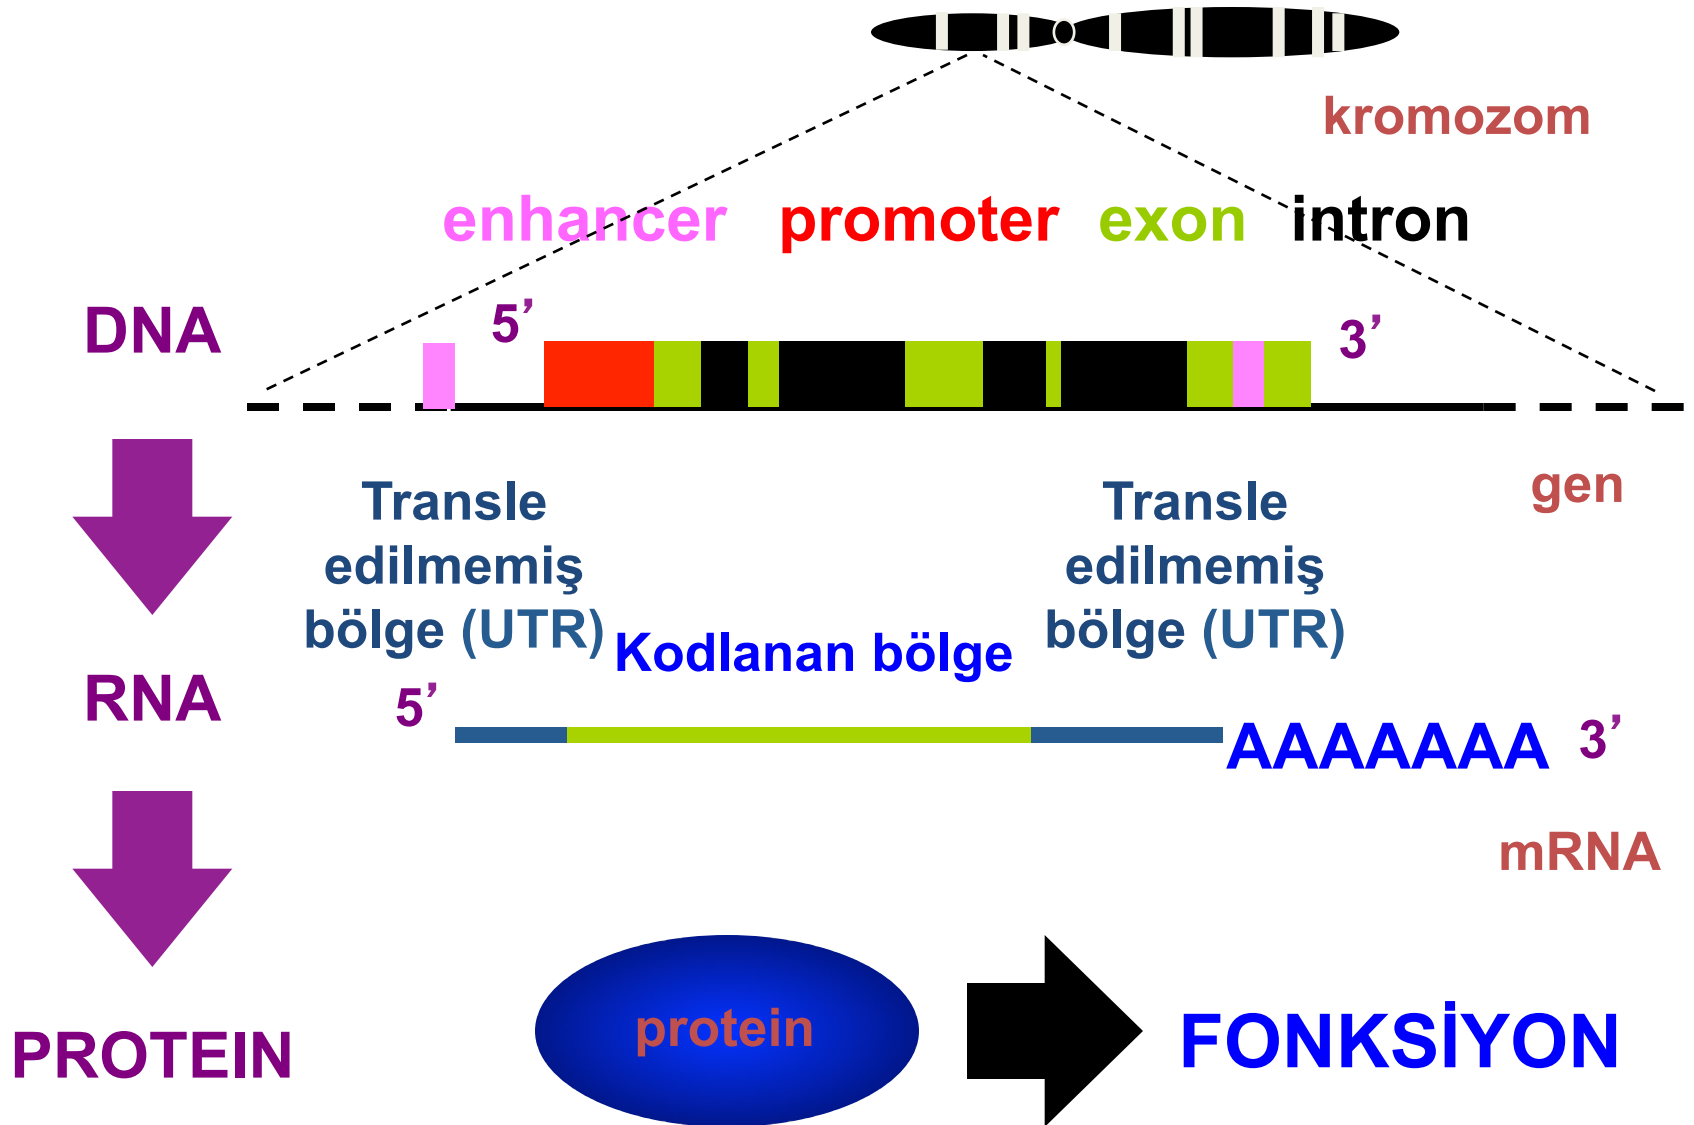 kromozom
enhancer promoter exon intron
DNA
5’
3’
gen
Transle
edilmemiş
bölge (UTR)
Transle
edilmemiş
bölge (UTR)
Kodlanan bölge
RNA
5’
AAAAAAA
3’
mRNA
PROTEIN
protein
FONKSİYON